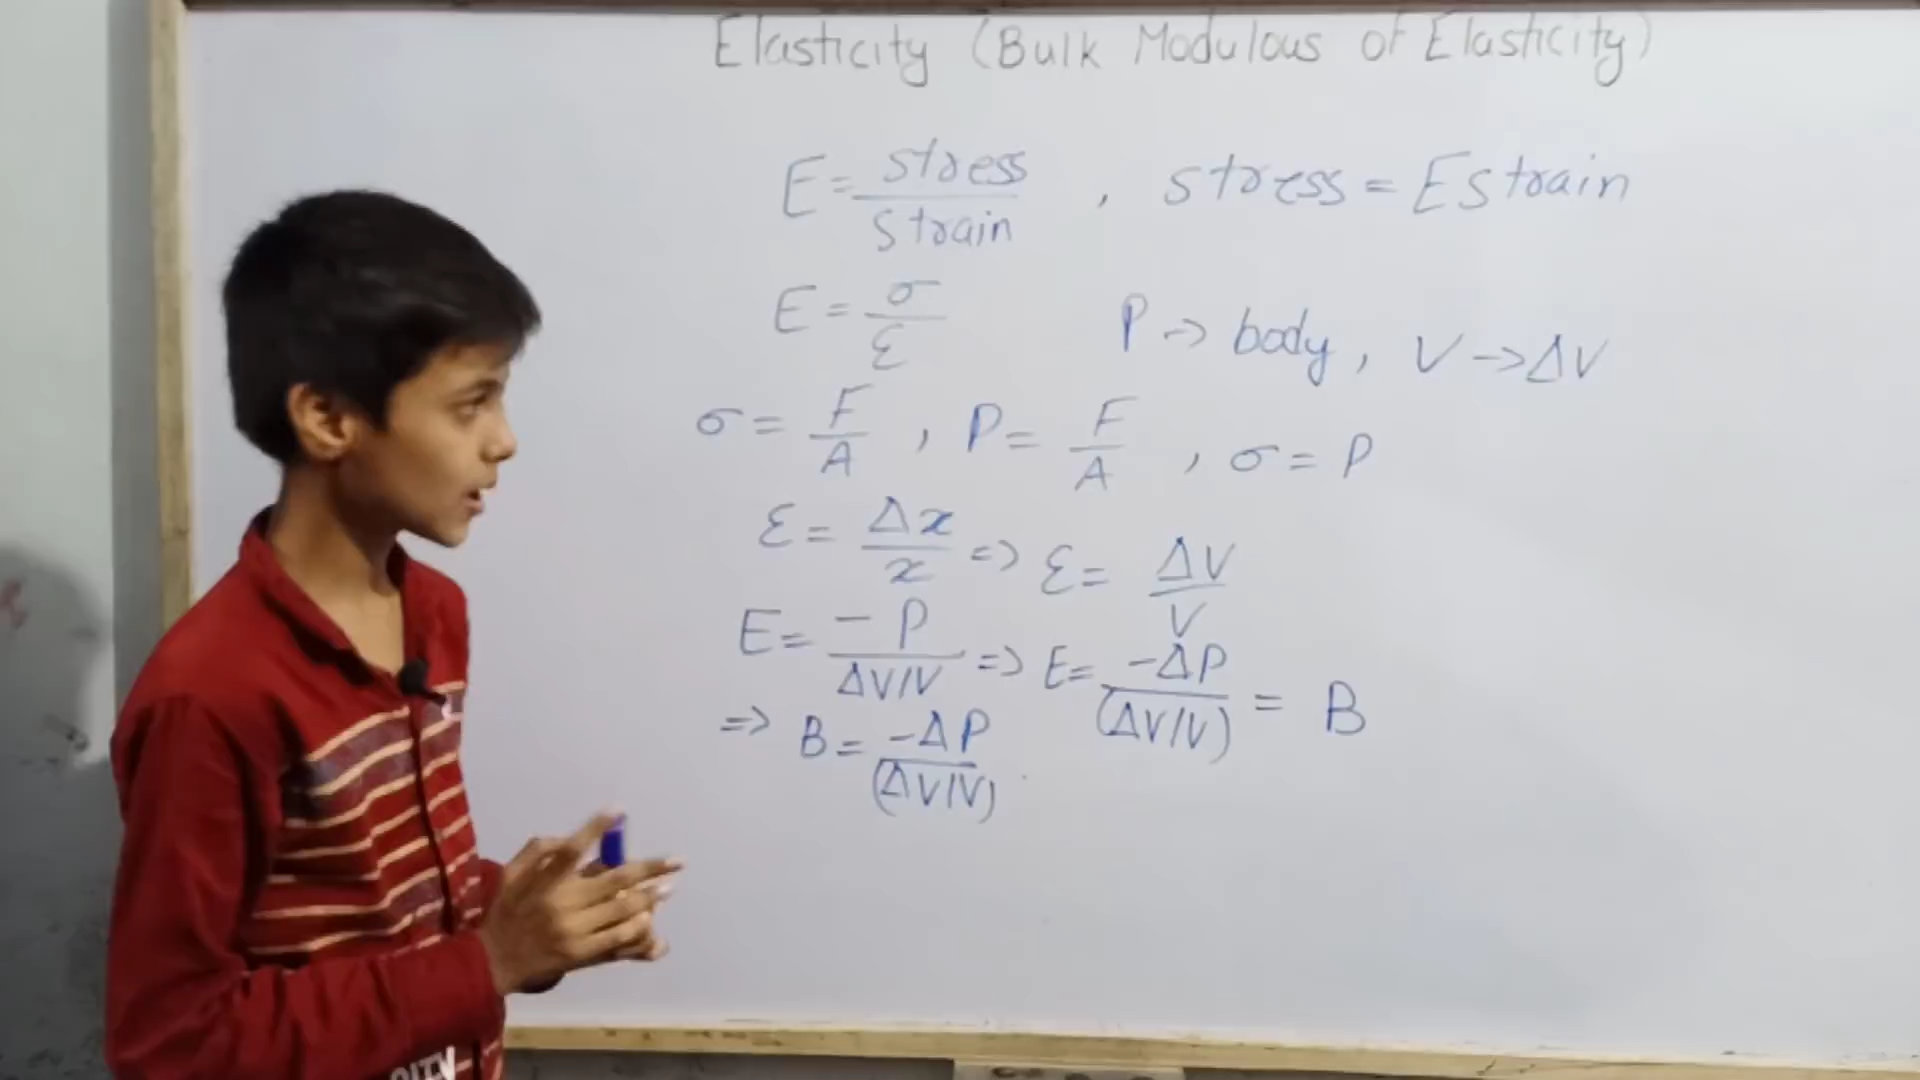 Elasticity (Bulk Modulous of Elasticity)
E = stress / strain , stress = E strain
E = σ / ε
P -> body, V -> ΔV
σ = F / A , P = F / A , σ = P
ε = Δx / x => ε = ΔV / V
E = -P / ΔV/V => E = -ΔP / (ΔV/V) = B
=> B = -ΔP / (ΔV/V)